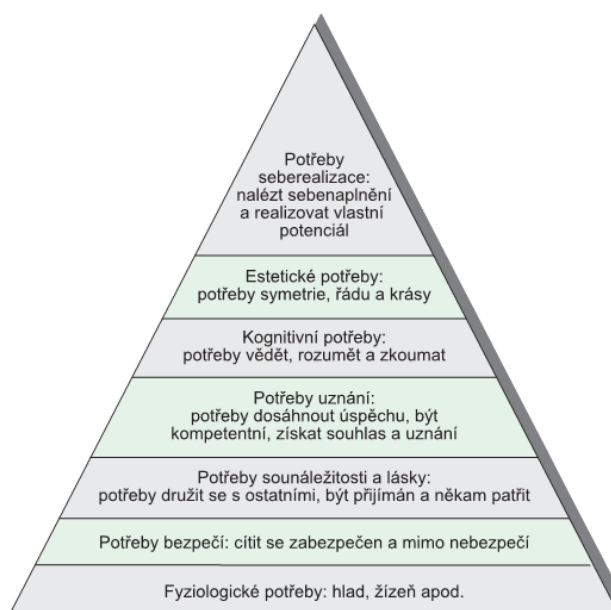 Potřeby
seberealizace:
nalézt sebenaplnění
a realizovat vlastní
potenciál
Estetické potřeby:
potřeby symetrie, řádu a krásy
Kognitivní potřeby:
potřeby vědět, rozumět a zkoumat
Potřeby uznání:
potřeby dosáhnout úspěchu, být
kompetentní, získat souhlas a uznání
Potřeby sounáležitosti a lásky:
potřeby družit se s ostatními, být přijímán a někam patřit
Potřeby bezpečí: cítit se zabezpečen a mimo nebezpečí
Fyziologické potřeby: hlad, žízeň apod.